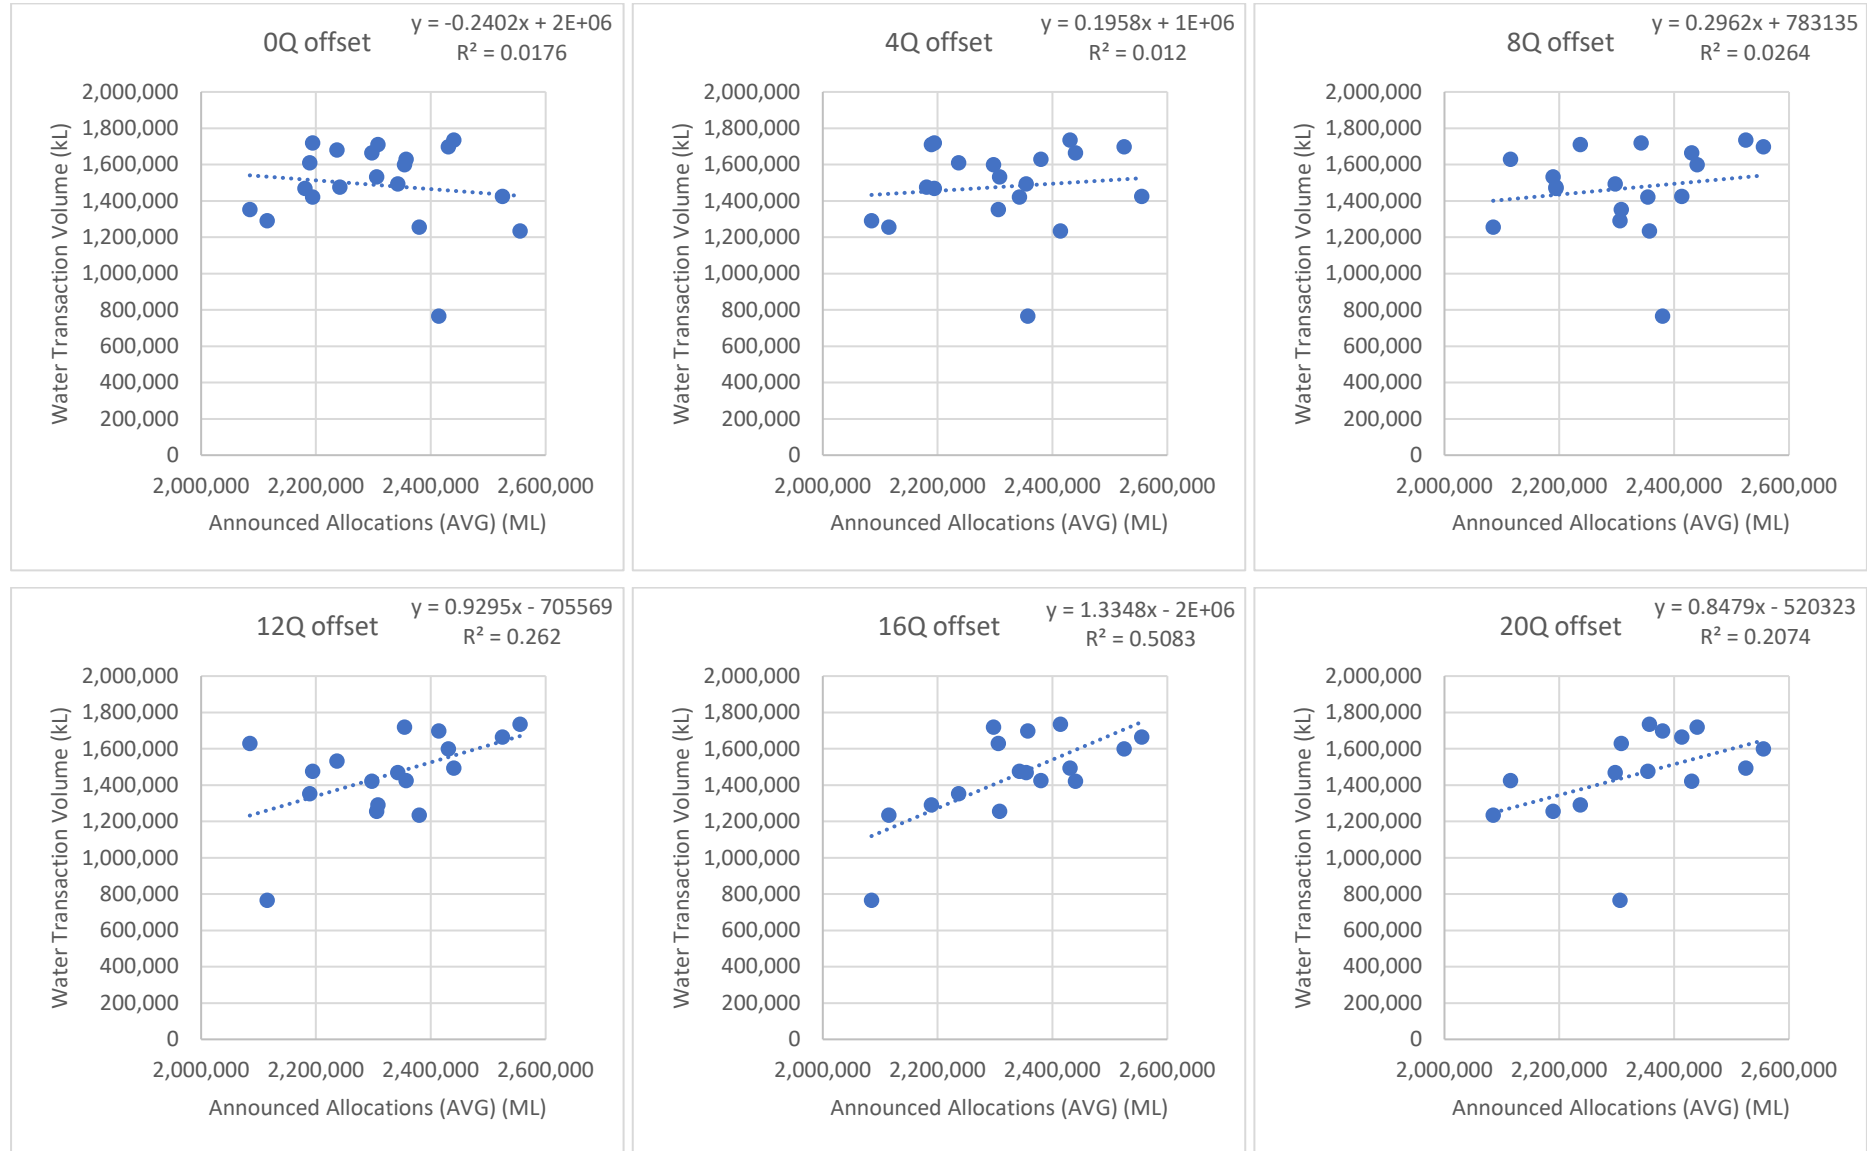 0Q offset
y = -0.2402x + 2E+06
R² = 0.0176
Water Transaction Volume (kL)
2,000,000
1,800,000
1,600,000
1,400,000
1,200,000
1,000,000
800,000
600,000
400,000
200,000
0
2,000,000 2,200,000 2,400,000 2,600,000
Announced Allocations (AVG) (ML)
4Q offset
y = 0.1958x + 1E+06
R² = 0.012
Water Transaction Volume (kL)
2,000,000
1,800,000
1,600,000
1,400,000
1,200,000
1,000,000
800,000
600,000
400,000
200,000
0
2,000,000 2,200,000 2,400,000 2,600,000
Announced Allocations (AVG) (ML)
8Q offset
y = 0.2962x + 783135
R² = 0.0264
Water Transaction Volume (kL)
2,000,000
1,800,000
1,600,000
1,400,000
1,200,000
1,000,000
800,000
600,000
400,000
200,000
0
2,000,000 2,200,000 2,400,000 2,600,000
Announced Allocations (AVG) (ML)
12Q offset
y = 0.9295x - 705569
R² = 0.262
Water Transaction Volume (kL)
2,000,000
1,800,000
1,600,000
1,400,000
1,200,000
1,000,000
800,000
600,000
400,000
200,000
0
2,000,000 2,200,000 2,400,000 2,600,000
Announced Allocations (AVG) (ML)
16Q offset
y = 1.3348x - 2E+06
R² = 0.5083
Water Transaction Volume (kL)
2,000,000
1,800,000
1,600,000
1,400,000
1,200,000
1,000,000
800,000
600,000
400,000
200,000
0
2,000,000 2,200,000 2,400,000 2,600,000
Announced Allocations (AVG) (ML)
20Q offset
y = 0.8479x - 520323
R² = 0.2074
Water Transaction Volume (kL)
2,000,000
1,800,000
1,600,000
1,400,000
1,200,000
1,000,000
800,000
600,000
400,000
200,000
0
2,000,000 2,200,000 2,400,000 2,600,000
Announced Allocations (AVG) (ML)